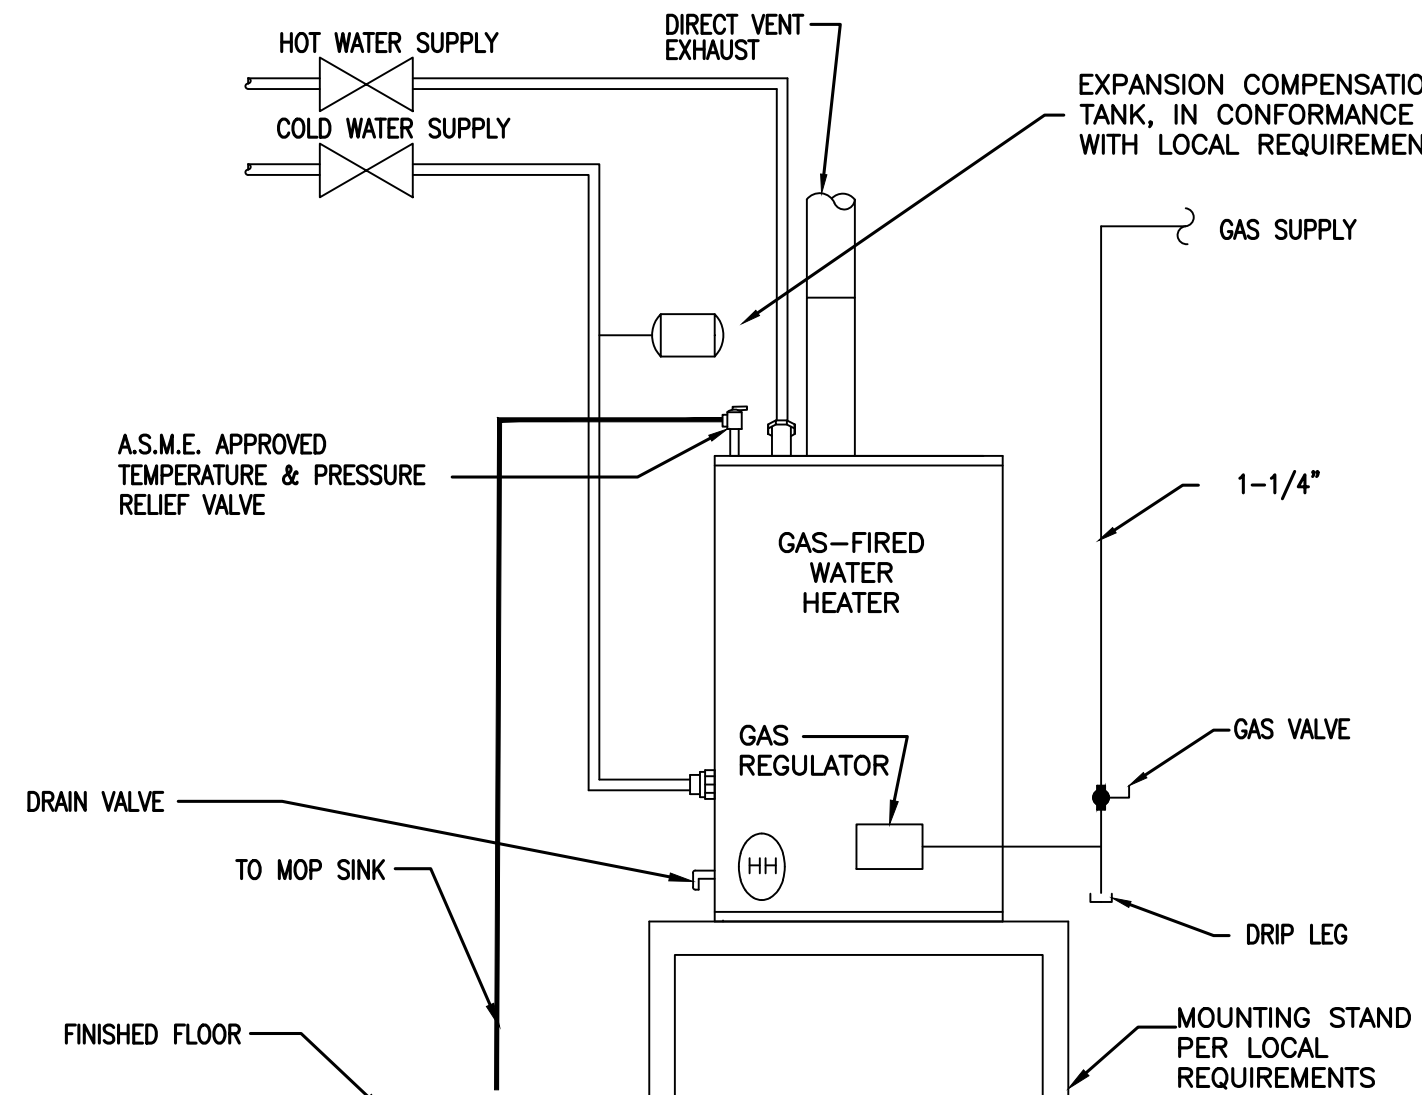 DIRECT VENT
EXHAUST
HOT WATER SUPPLY
COLD WATER SUPPLY
EXPANSION COMPENSATIO
TANK, IN CONFORMANCE
WITH LOCAL REQUIREMEN
GAS SUPPLY
A.S.M.E. APPROVED
TEMPERATURE & PRESSURE
RELIEF VALVE
1-1/4"
GAS-FIRED
WATER
HEATER
GAS
REGULATOR
GAS VALVE
DRAIN VALVE
TO MOP SINK
HH
DRIP LEG
FINISHED FLOOR
MOUNTING STAND
PER LOCAL
REQUIREMENTS